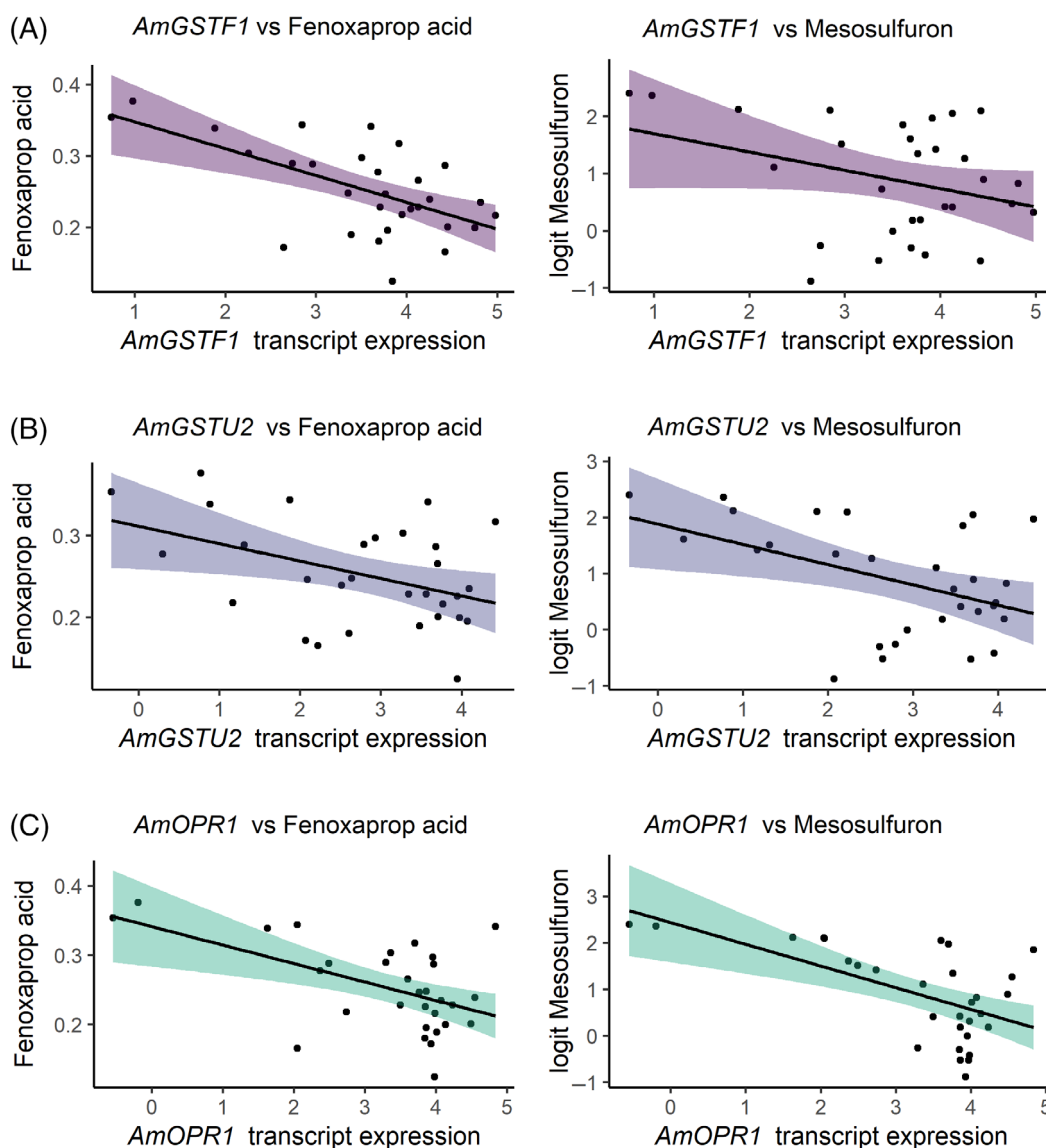 (A)
AmGSTF1 vs Fenoxaprop acid
Fenoxaprop acid
0.4
0.3
0.2
1 2 3 4 5
AmGSTF1 transcript expression
AmGSTF1 vs Mesosulfuron
logit Mesosulfuron
2
1
0
−1
1 2 3 4 5
AmGSTF1 transcript expression
(B)
AmGSTU2 vs Fenoxaprop acid
Fenoxaprop acid
0.3
0.2
0 1 2 3 4
AmGSTU2 transcript expression
AmGSTU2 vs Mesosulfuron
logit Mesosulfuron
3
2
1
0
−1
0 1 2 3 4
AmGSTU2 transcript expression
(C)
AmOPR1 vs Fenoxaprop acid
Fenoxaprop acid
0.4
0.3
0.2
0 1 2 3 4 5
AmOPR1 transcript expression
AmOPR1 vs Mesosulfuron
logit Mesosulfuron
3
2
1
0
−1
0 1 2 3 4 5
AmOPR1 transcript expression